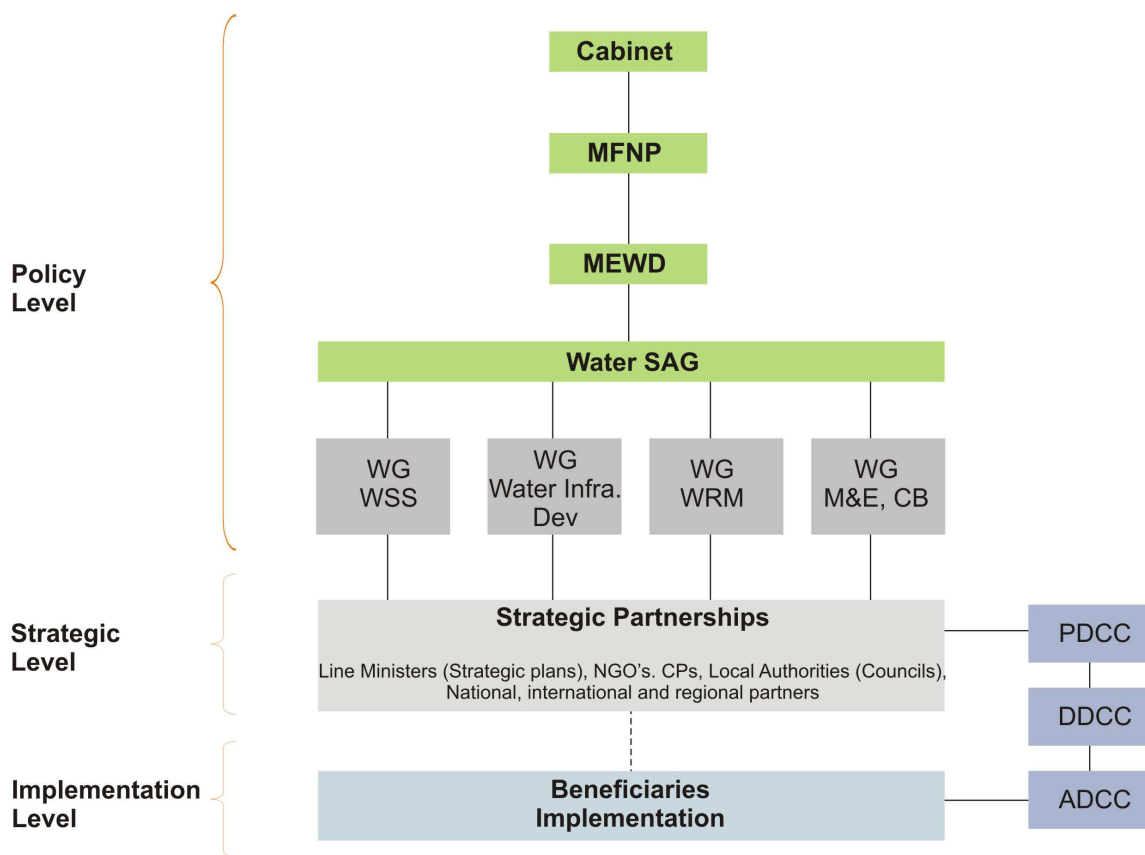 Cabinet
MFNP
MEWD
Policy
Level
Water SAG
WG
WSS
WG
Water Infra.
Dev
WG
WRM
WG
M&E, CB
Strategic
Level
Strategic Partnerships
Line Ministers (Strategic plans), NGO's. CPs, Local Authorities (Councils),
National, international and regional partners
PDCC
DDCC
Implementation
Level
Beneficiaries
Implementation
ADCC